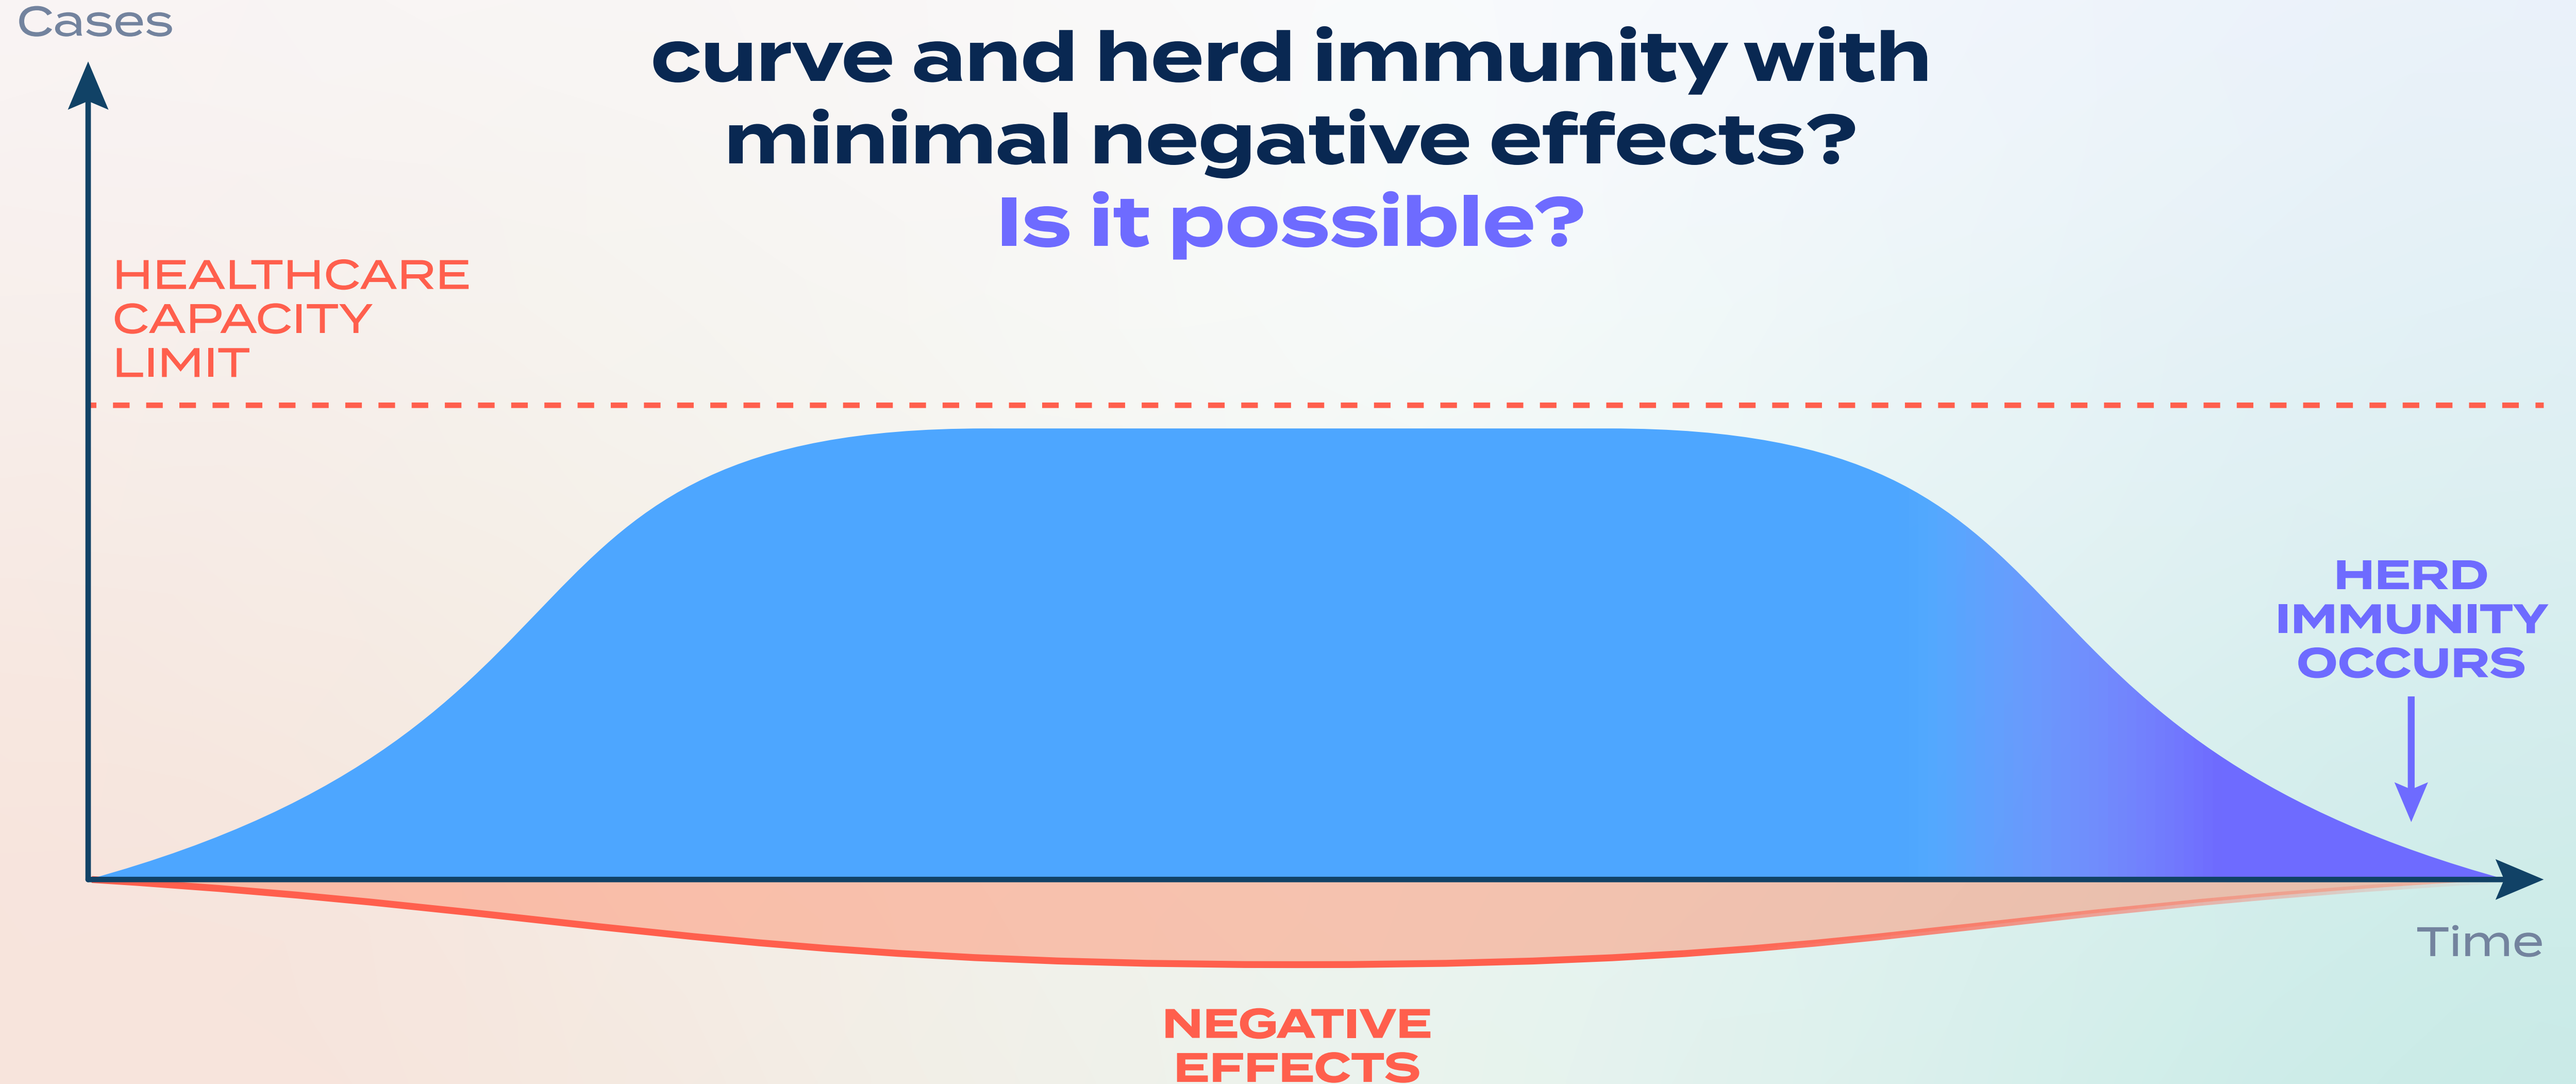 Cases
curve and herd immunity with
minimal negative effects?
Is it possible?
HEALTHCARE
CAPACITY
LIMIT
HERD
IMMUNITY
OCCURS
Time
NEGATIVE
EFFECTS